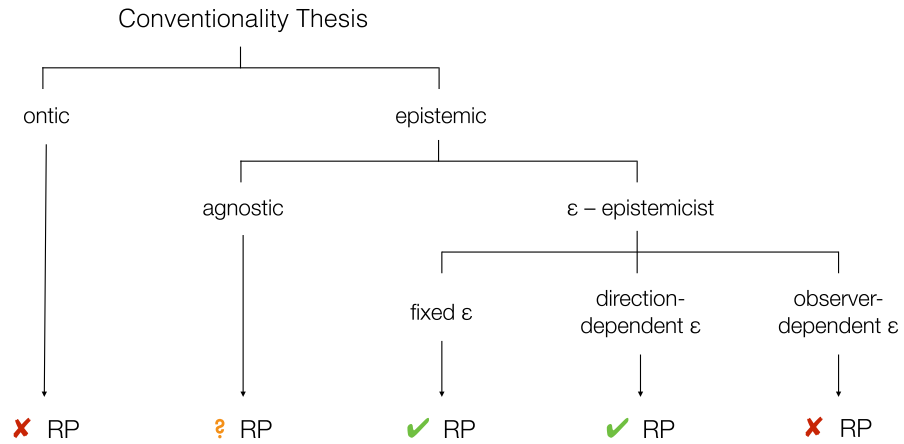 Conventionality Thesis
ontic
epistemic
agnostic
ε – epistemicist
fixed ε
direction-
dependent ε
observer-
dependent ε
✘ RP
? RP
✔ RP
✔ RP
✘ RP